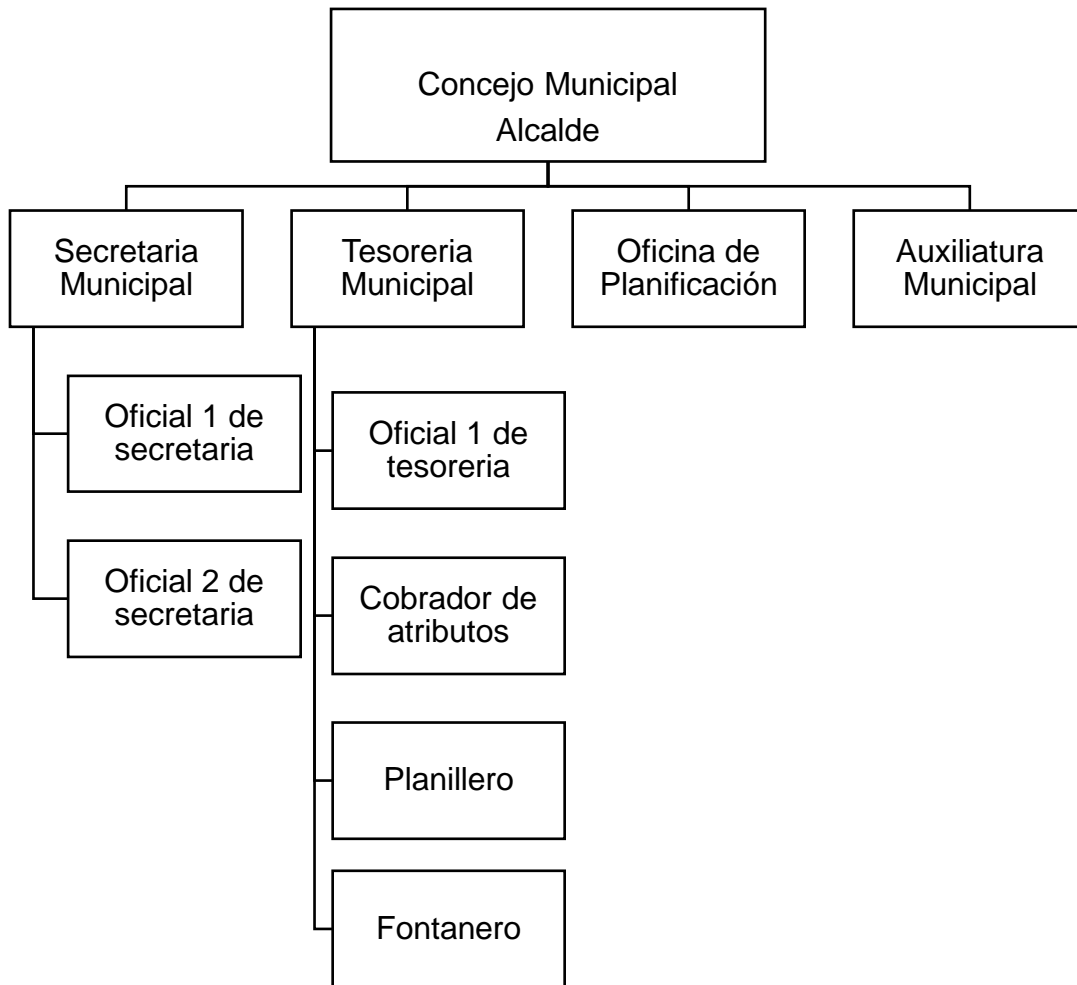 Concejo Municipal
Alcalde
Secretaria
Municipal
Tesoreria
Municipal
Oficina de
Planificación
Auxiliatura
Municipal
Oficial 1 de
secretaria
Oficial 2 de
secretaria
Oficial 1 de
tesoreria
Cobrador de
atributos
Planillero
Fontanero